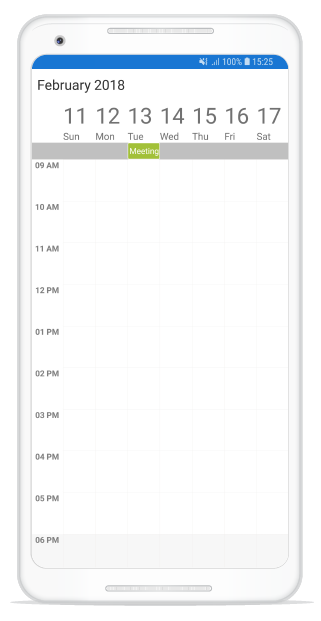 100% 15:25
February 2018
11 12 13 14 15 16 17
Sun Mon Tue Wed Thu Fri Sat
Meeting
09 AM
10 AM
11 AM
12 PM
01 PM
02 PM
03 PM
04 PM
05 PM
06 PM